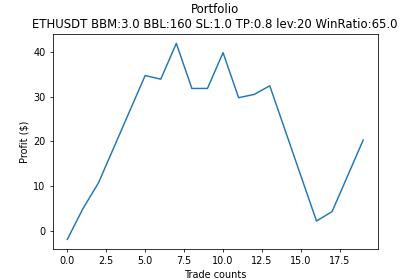 Portfolio
ETHUSDT BBM:3.0 BBL:160 SL:1.0 TP:0.8 lev:20 WinRatio:65.0
Profit ($)
40
30
20
10
0
0.0 2.5 5.0 7.5 10.0 12.5 15.0 17.5
Trade counts